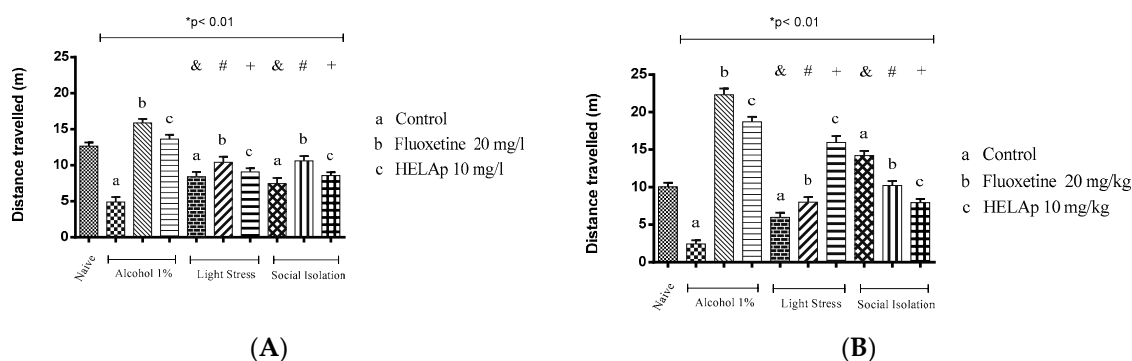 *p< 0.01
Distance travelled (m)
25
20
15
10
5
0
& # + & # +
a b c a b c a b c
Naive
Alcohol 1%
Light Stress
Social Isolation
a Control
b Fluoxetine 20 mg/l
c HELAp 10 mg/l
(A)
*p< 0.01
Distance travelled (m)
25
20
15
10
5
0
& # + & # +
a b c a b c a b c
Naive
Alcohol 1%
Light Stress
Social Isolation
a Control
b Fluoxetine 20 mg/kg
c HELAp 10 mg/kg
(B)